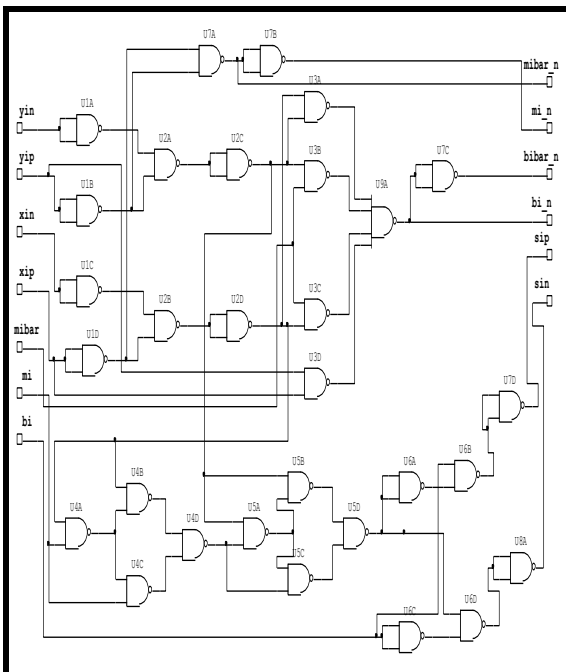 U7A U7B
mibar_n
U3A
yin U1A mi_n
U2A U2C
yip U3B U7C bibar_n
U9A
U1B
xin bi_n
sip
U1C
xip U2B U2D U3C sin
U1D
mibar
U3D
mi U7D
bi
U5B U6B
U4B U6A
U4A U4D U5A U5D
U8A
U4C U5C
U6C U6D